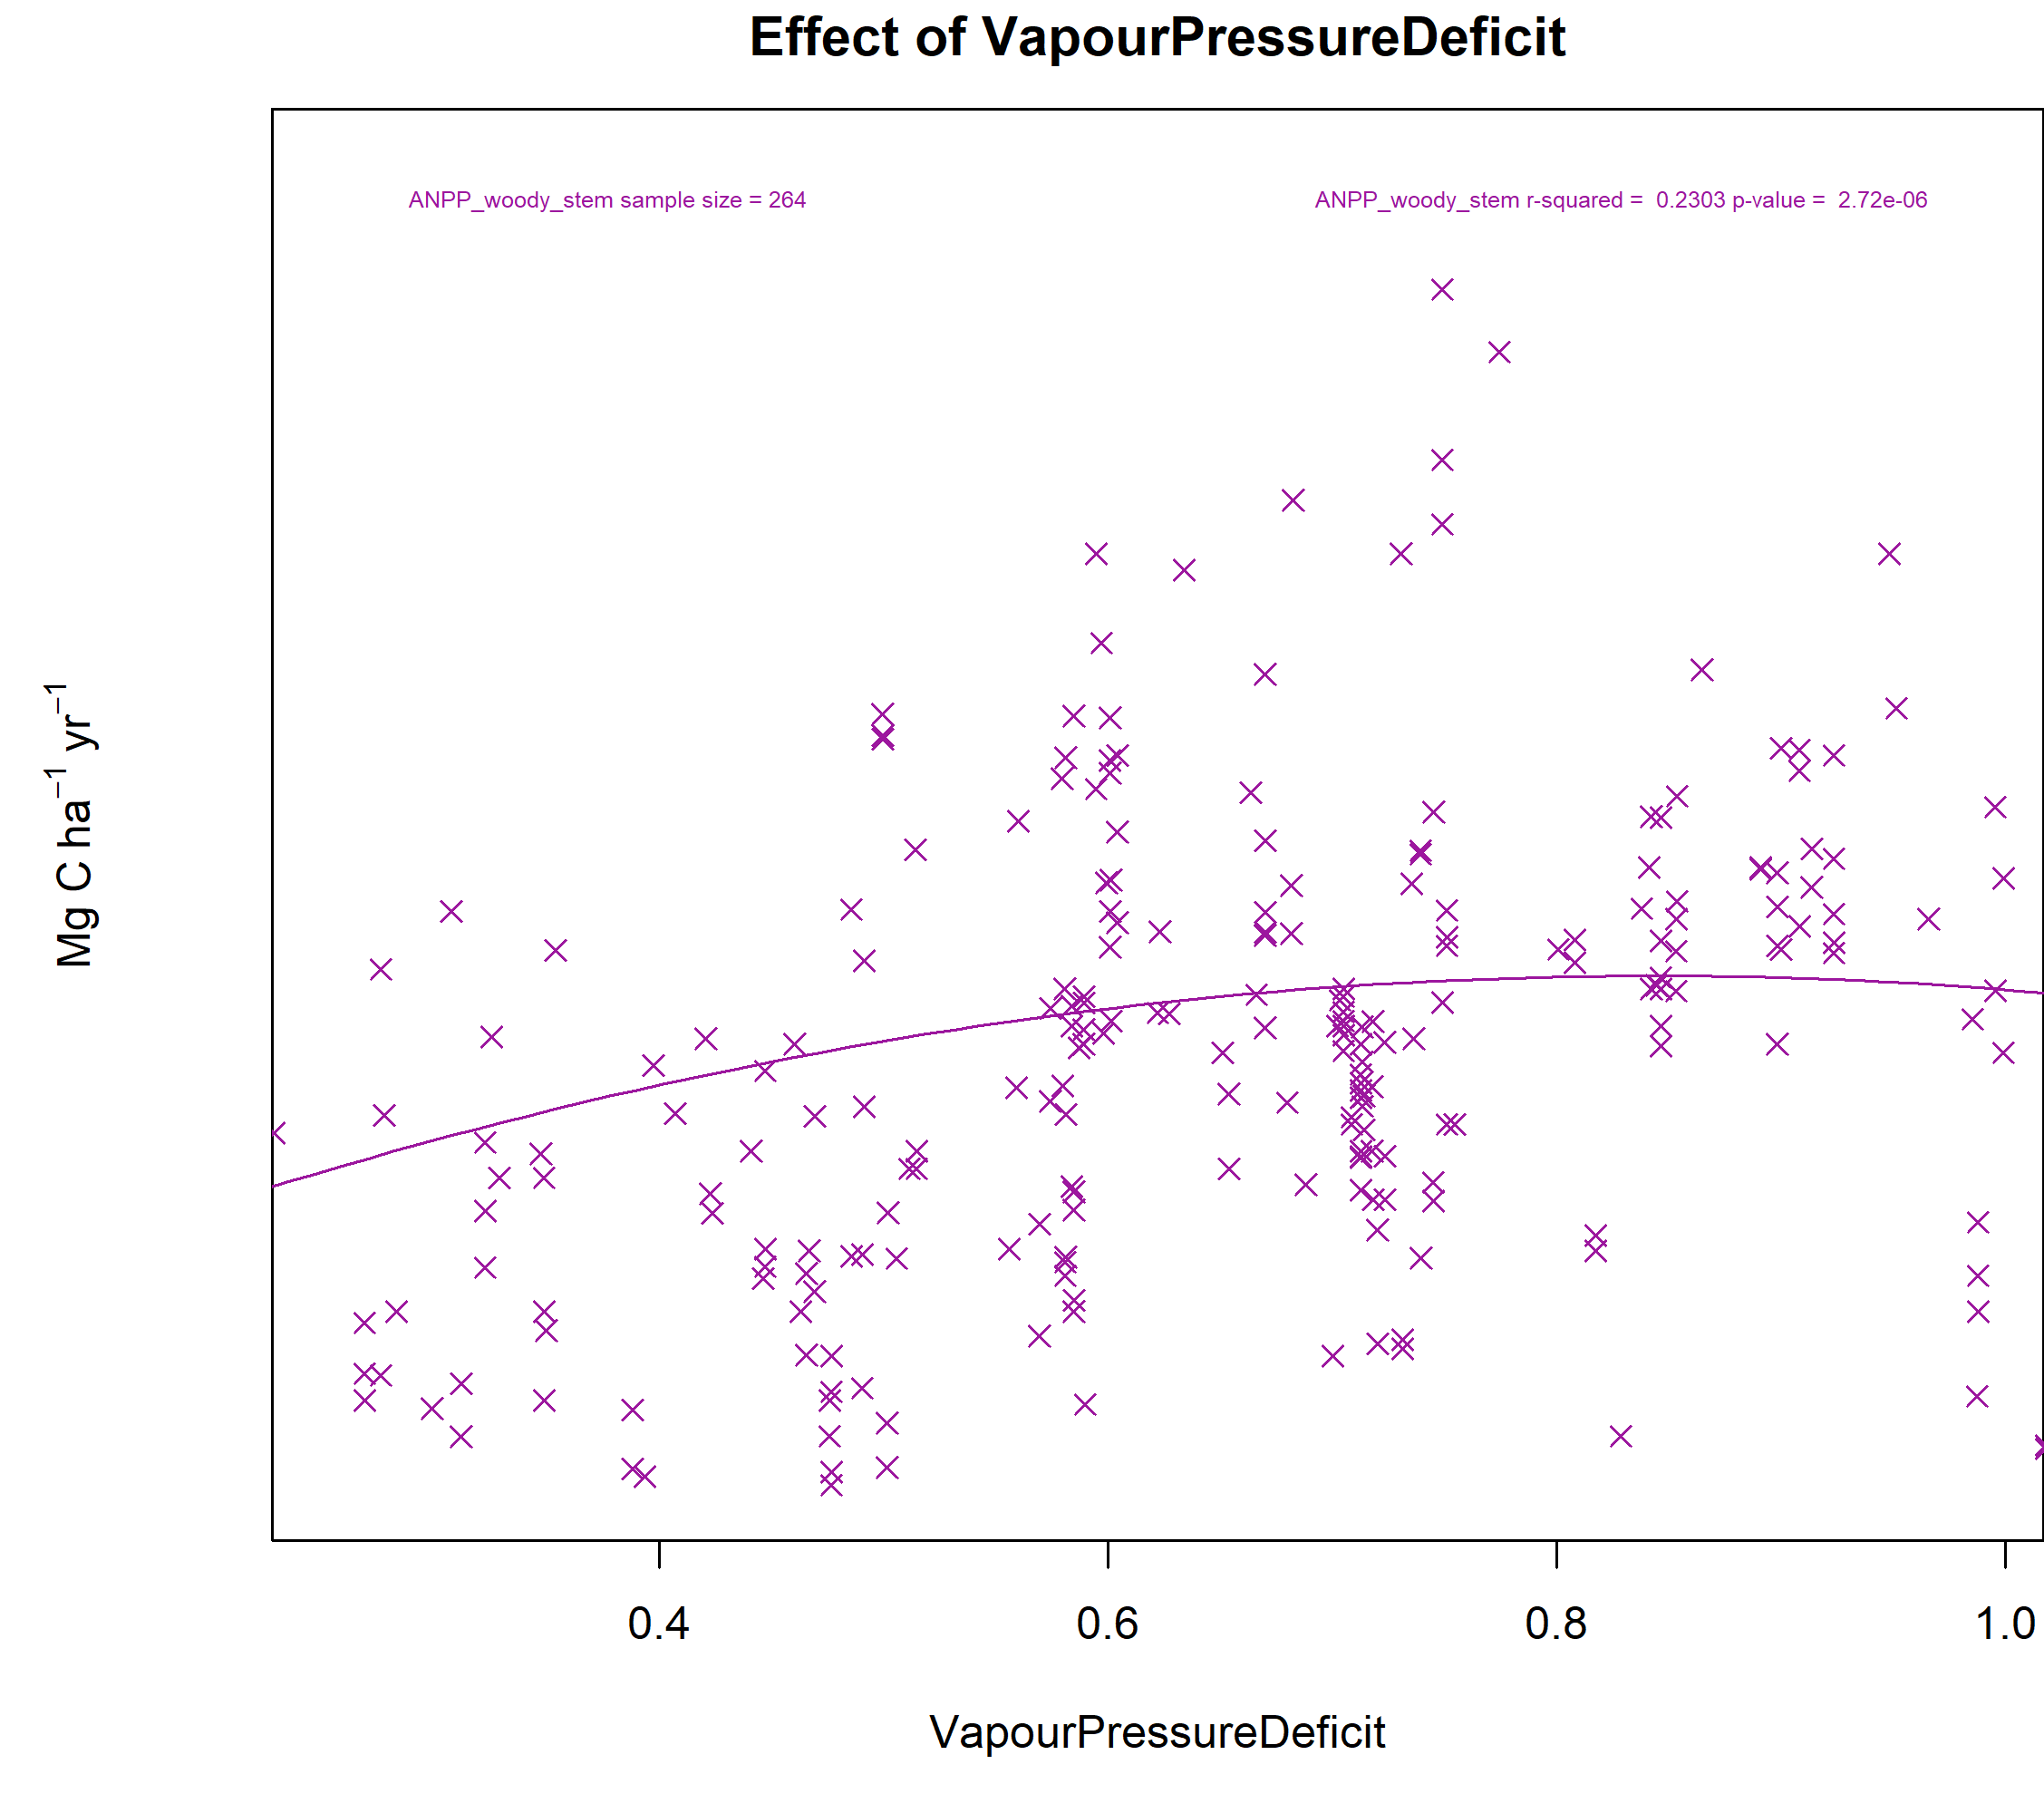 Effect of VapourPressureDeficit
ANPP_woody_stem sample size = 264
ANPP_woody_stem r-squared =  0.2303 p-value =  2.72e-06
Mg C ha⁻¹ yr⁻¹
0.4 0.6 0.8 1.0
VapourPressureDeficit